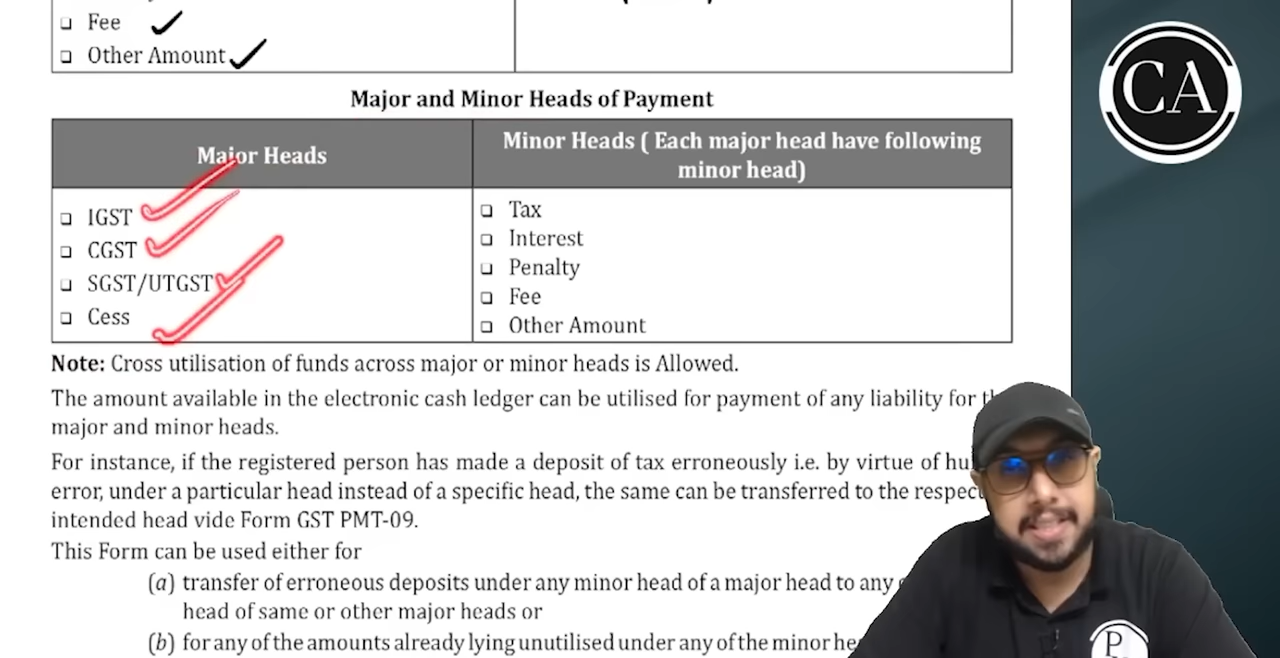 Fee
Other Amount
CA
Major and Minor Heads of Payment
Major Heads
Minor Heads ( Each major head have following
minor head)
IGST
CGST
SGST/UTGST
Cess
Tax
Interest
Penalty
Fee
Other Amount
Note: Cross utilisation of funds across major or minor heads is Allowed.
The amount available in the electronic cash ledger can be utilised for payment of any liability for
major and minor heads.
For instance, if the registered person has made a deposit of tax erroneously i.e. by virtue of
error, under a particular head instead of a specific head, the same can be transferred to the
intended head vide Form GST PMT-09.
This Form can be used either for
(a) transfer of erroneous deposits under any minor head of a major head to any
head of same or other major heads or
(b) for any of the amounts already lying unutilised under any of the minor
P